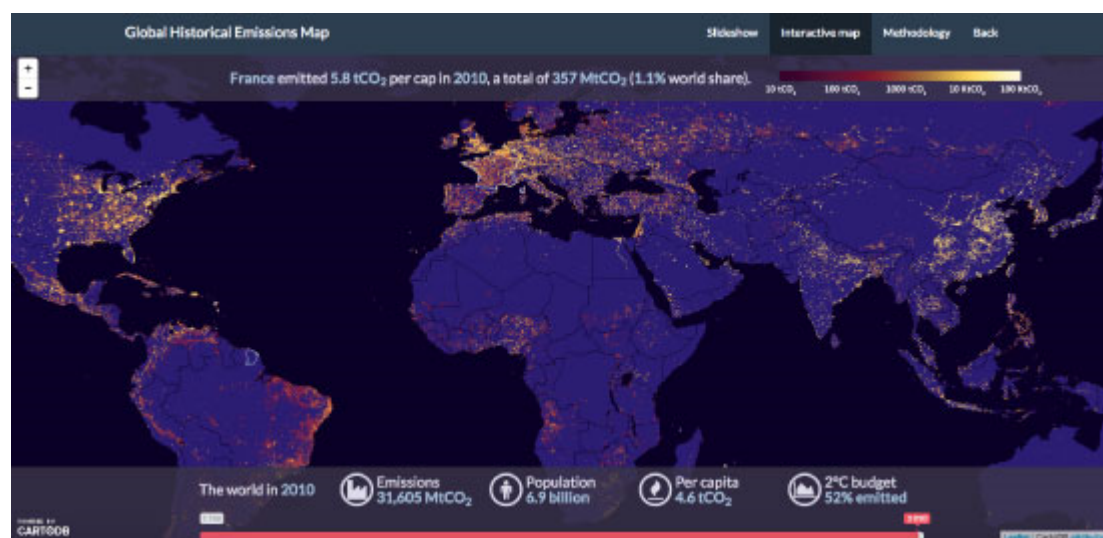 Global Historical Emissions Map
Slideshow
Interactive map
Methodology
Back
+
-
France emitted 5.8 tCO₂ per cap in 2010, a total of 357 MtCO₂ (1.1% world share).
10 tCO₂ 100 tCO₂ 1000 tCO₂ 10 KtCO₂ 100 KtCO₂
The world in 2010
Emissions
31,605 MtCO₂
Population
6.9 billion
Per capita
4.6 tCO₂
2°C budget
52% emitted
POWERED BY
CARTODB